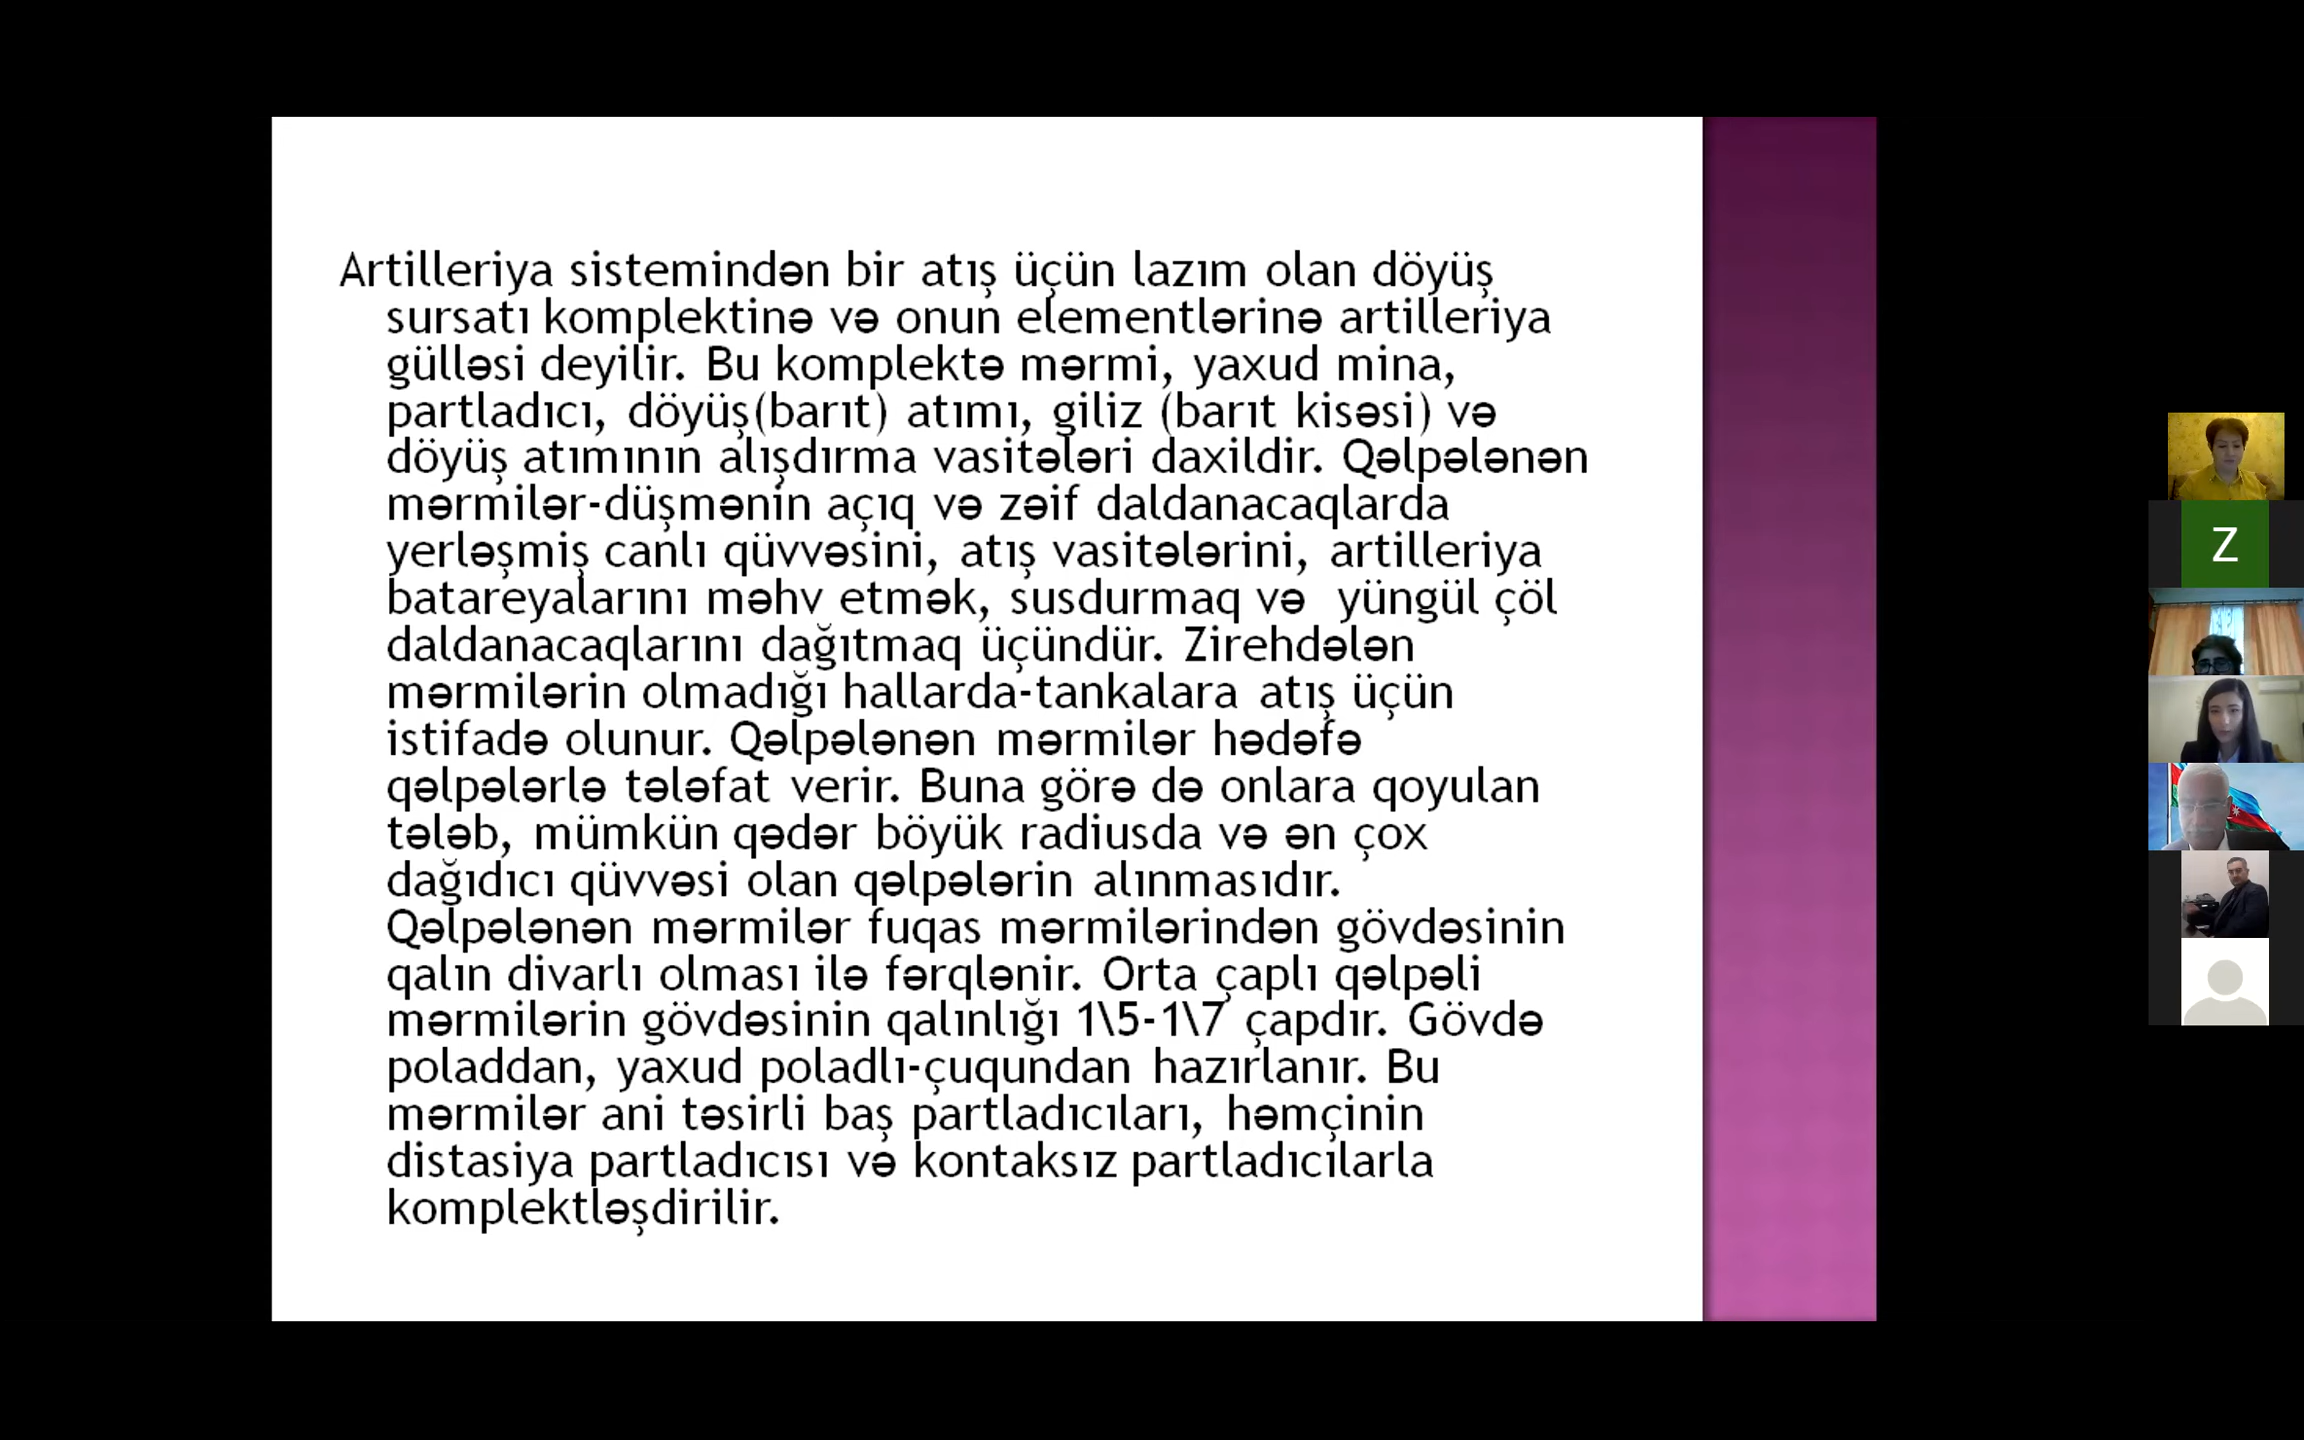 Artilleriya sistemindən bir atış üçün lazım olan döyüş
sursatı komplektinə və onun elementlərinə artilleriya
gülləsi deyilir. Bu komplektə mərmi, yaxud mina,
partladıcı, döyüş(barıt) atımı, giliz (barıt kisəsi) və
döyüş atımının alışdırma vasitələri daxildir. Qəlpələnən
mərmilər-düşmənin açıq və zəif daldanacaqlarda
yerləşmiş canlı qüvvəsini, atış vasitələrini, artilleriya
batareyalarını məhv etmək, susdurmaq və  yüngül çöl
daldanacaqlarını dağıtmaq üçündür. Zirehdələn
mərmilərin olmadığı hallarda-tankalara atış üçün
istifadə olunur. Qəlpələnən mərmilər hədəfə
qəlpələrlə tələfat verir. Buna görə də onlara qoyulan
tələb, mümkün qədər böyük radiusda və ən çox
dağıdıcı qüvvəsi olan qəlpələrin alınmasıdır.
Qəlpələnən mərmilər fuqas mərmilərindən gövdəsinin
qalın divarlı olması ilə fərqlənir. Orta çaplı qəlpəli
mərmilərin gövdəsinin qalınlığı 1\5-1\7 çapdır. Gövdə
poladdan, yaxud poladlı-çuqundan hazırlanır. Bu
mərmilər ani təsirli baş partladıcıları, həmçinin
distasiya partladıcısı və kontaksız partladıcılarla
komplektləşdirilir.
Z